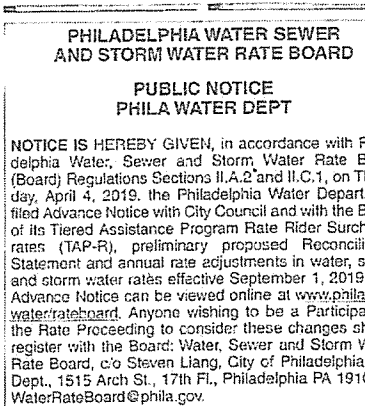 PHILADELPHIA WATER SEWER
AND STORM WATER RATE BOARD
PUBLIC NOTICE
PHILA WATER DEPT
NOTICE IS HEREBY GIVEN, in accordance with
delphia Water, Sewer and Storm Water Rate
(Board) Regulations Sections II.A.2 and II.C.1, on
day, April 4, 2019, the Philadelphia Water Depart
filed Advance Notice with City Council and with the
of its Tiered Assistance Program Rate Rider Surch
rates (TAP-R), preliminary proposed Reconcili
Statement and annual rate adjustments in water, s
and storm water rates effective September 1, 2019
Advance Notice can be viewed online at www.phila
water/rateboard. Anyone wishing to be a Participa
the Rate Proceeding to consider these changes sh
register with the Board: Water, Sewer and Storm W
Rate Board, c/o Steven Liang, City of Philadelphia
Dept., 1515 Arch St., 17th Fl., Philadelphia PA 191
WaterRateBoard@phila.gov.